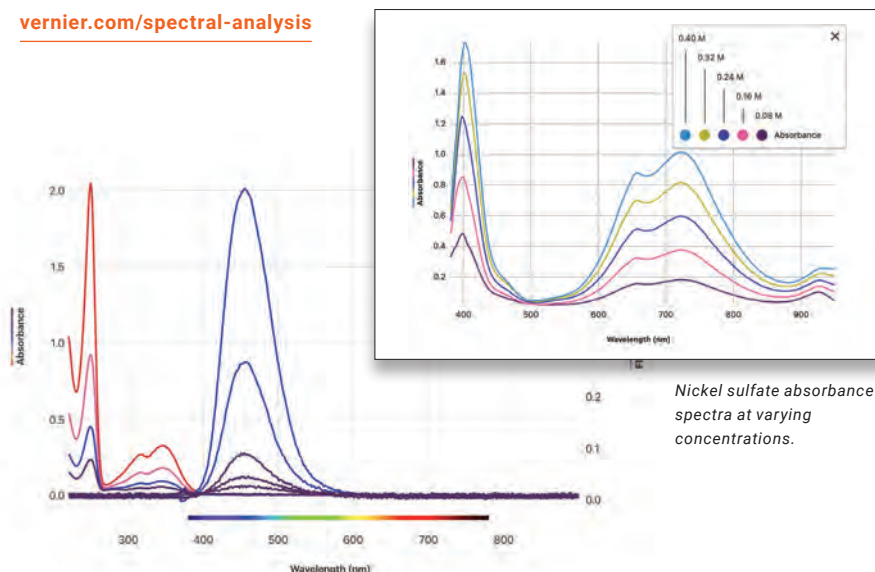 vernier.com/spectral-analysis
0.40 M
0.32 M
0.24 M
0.16 M
0.08 M
Absorbance
1.6
1.4
1.2
1.0
0.8
0.6
0.4
0.2
Absorbance
400
500
600
700
800
900
Wavelength (nm)
Nickel sulfate absorbance
spectra at varying
concentrations.
2.0
1.5
1.0
0.5
0.0
Absorbance
0.2
0.1
0.0
300
400
500
600
700
800
Wavelength (nm)